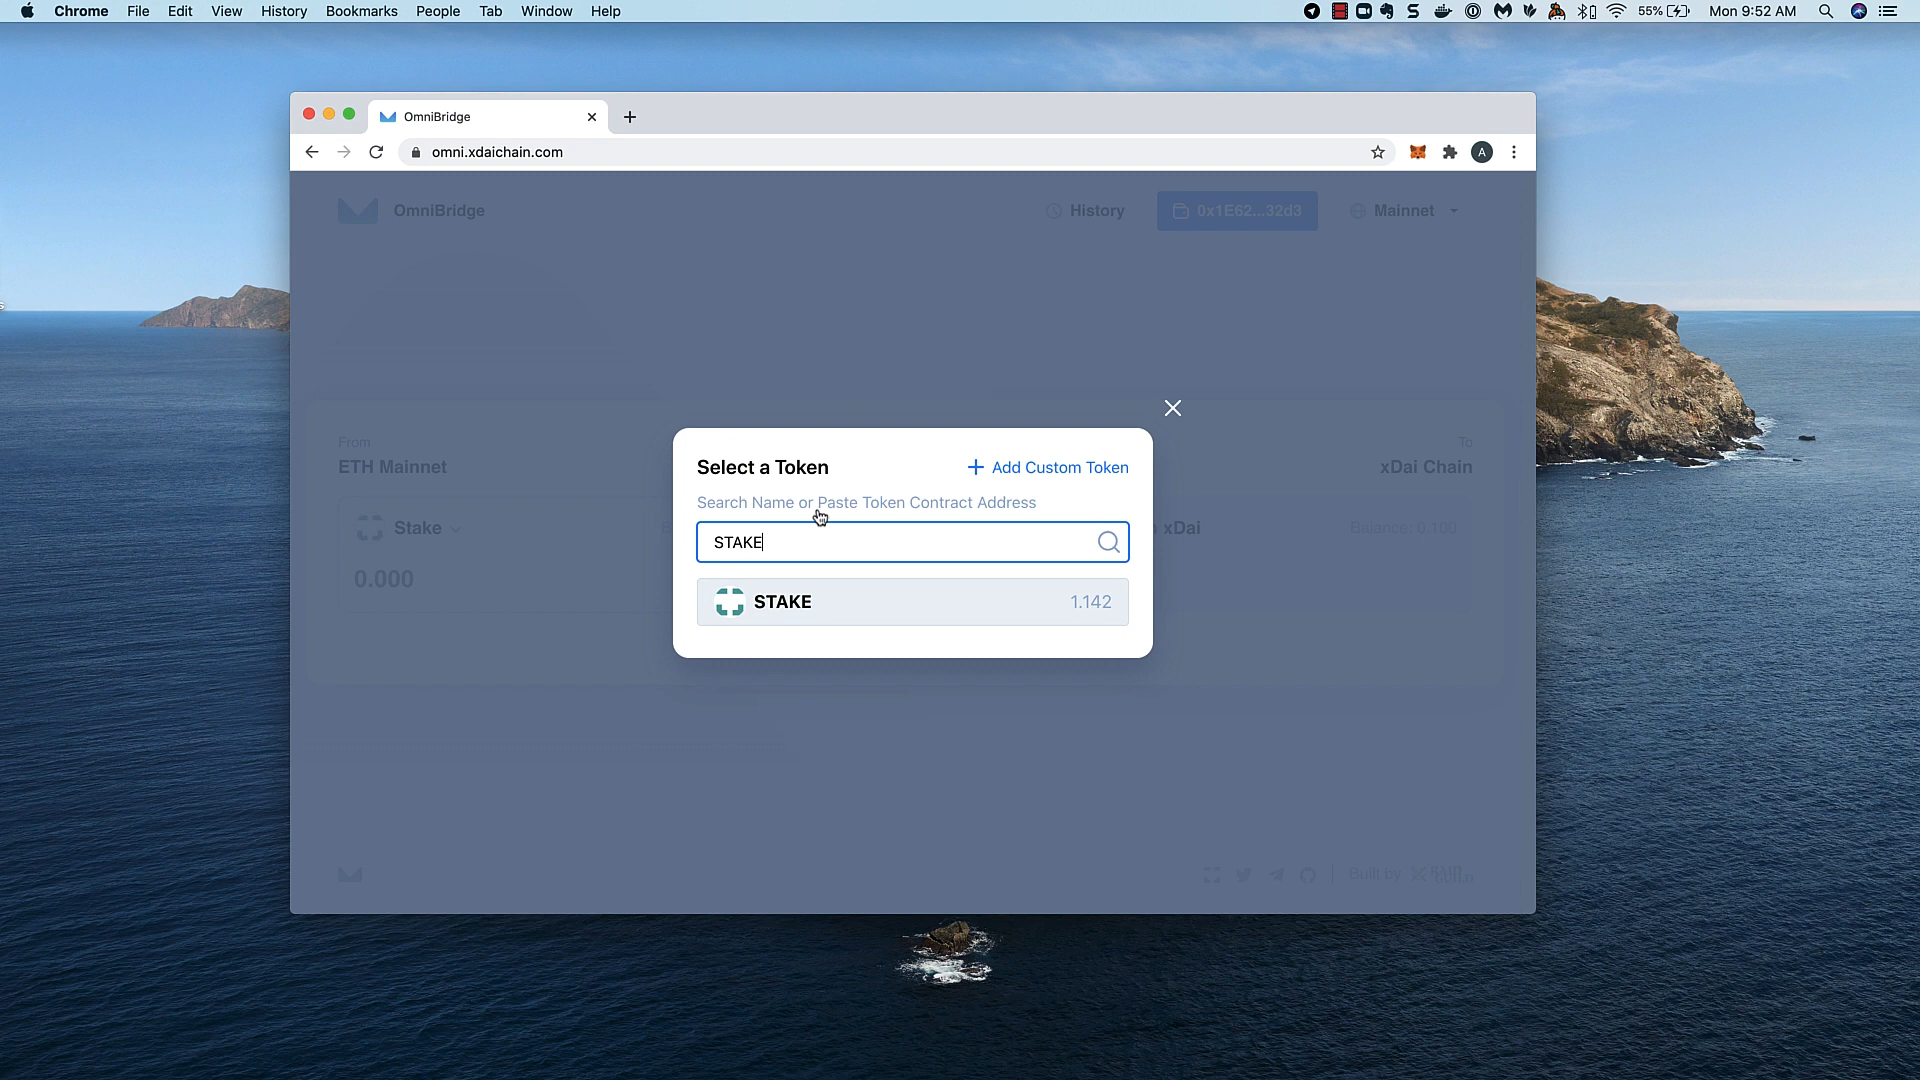 Chrome File Edit View History Bookmarks People Tab Window Help
55% Mon 9:52 AM
OmniBridge
omni.xdaichain.com
A
OmniBridge
History
0x1E62...32d3
Mainnet
From
ETH Mainnet
To
xDai Chain
Stake
0.000
xDai
Balance: 0.100
Select a Token
Add Custom Token
Search Name or Paste Token Contract Address
STAKE
STAKE 1.142
Built by